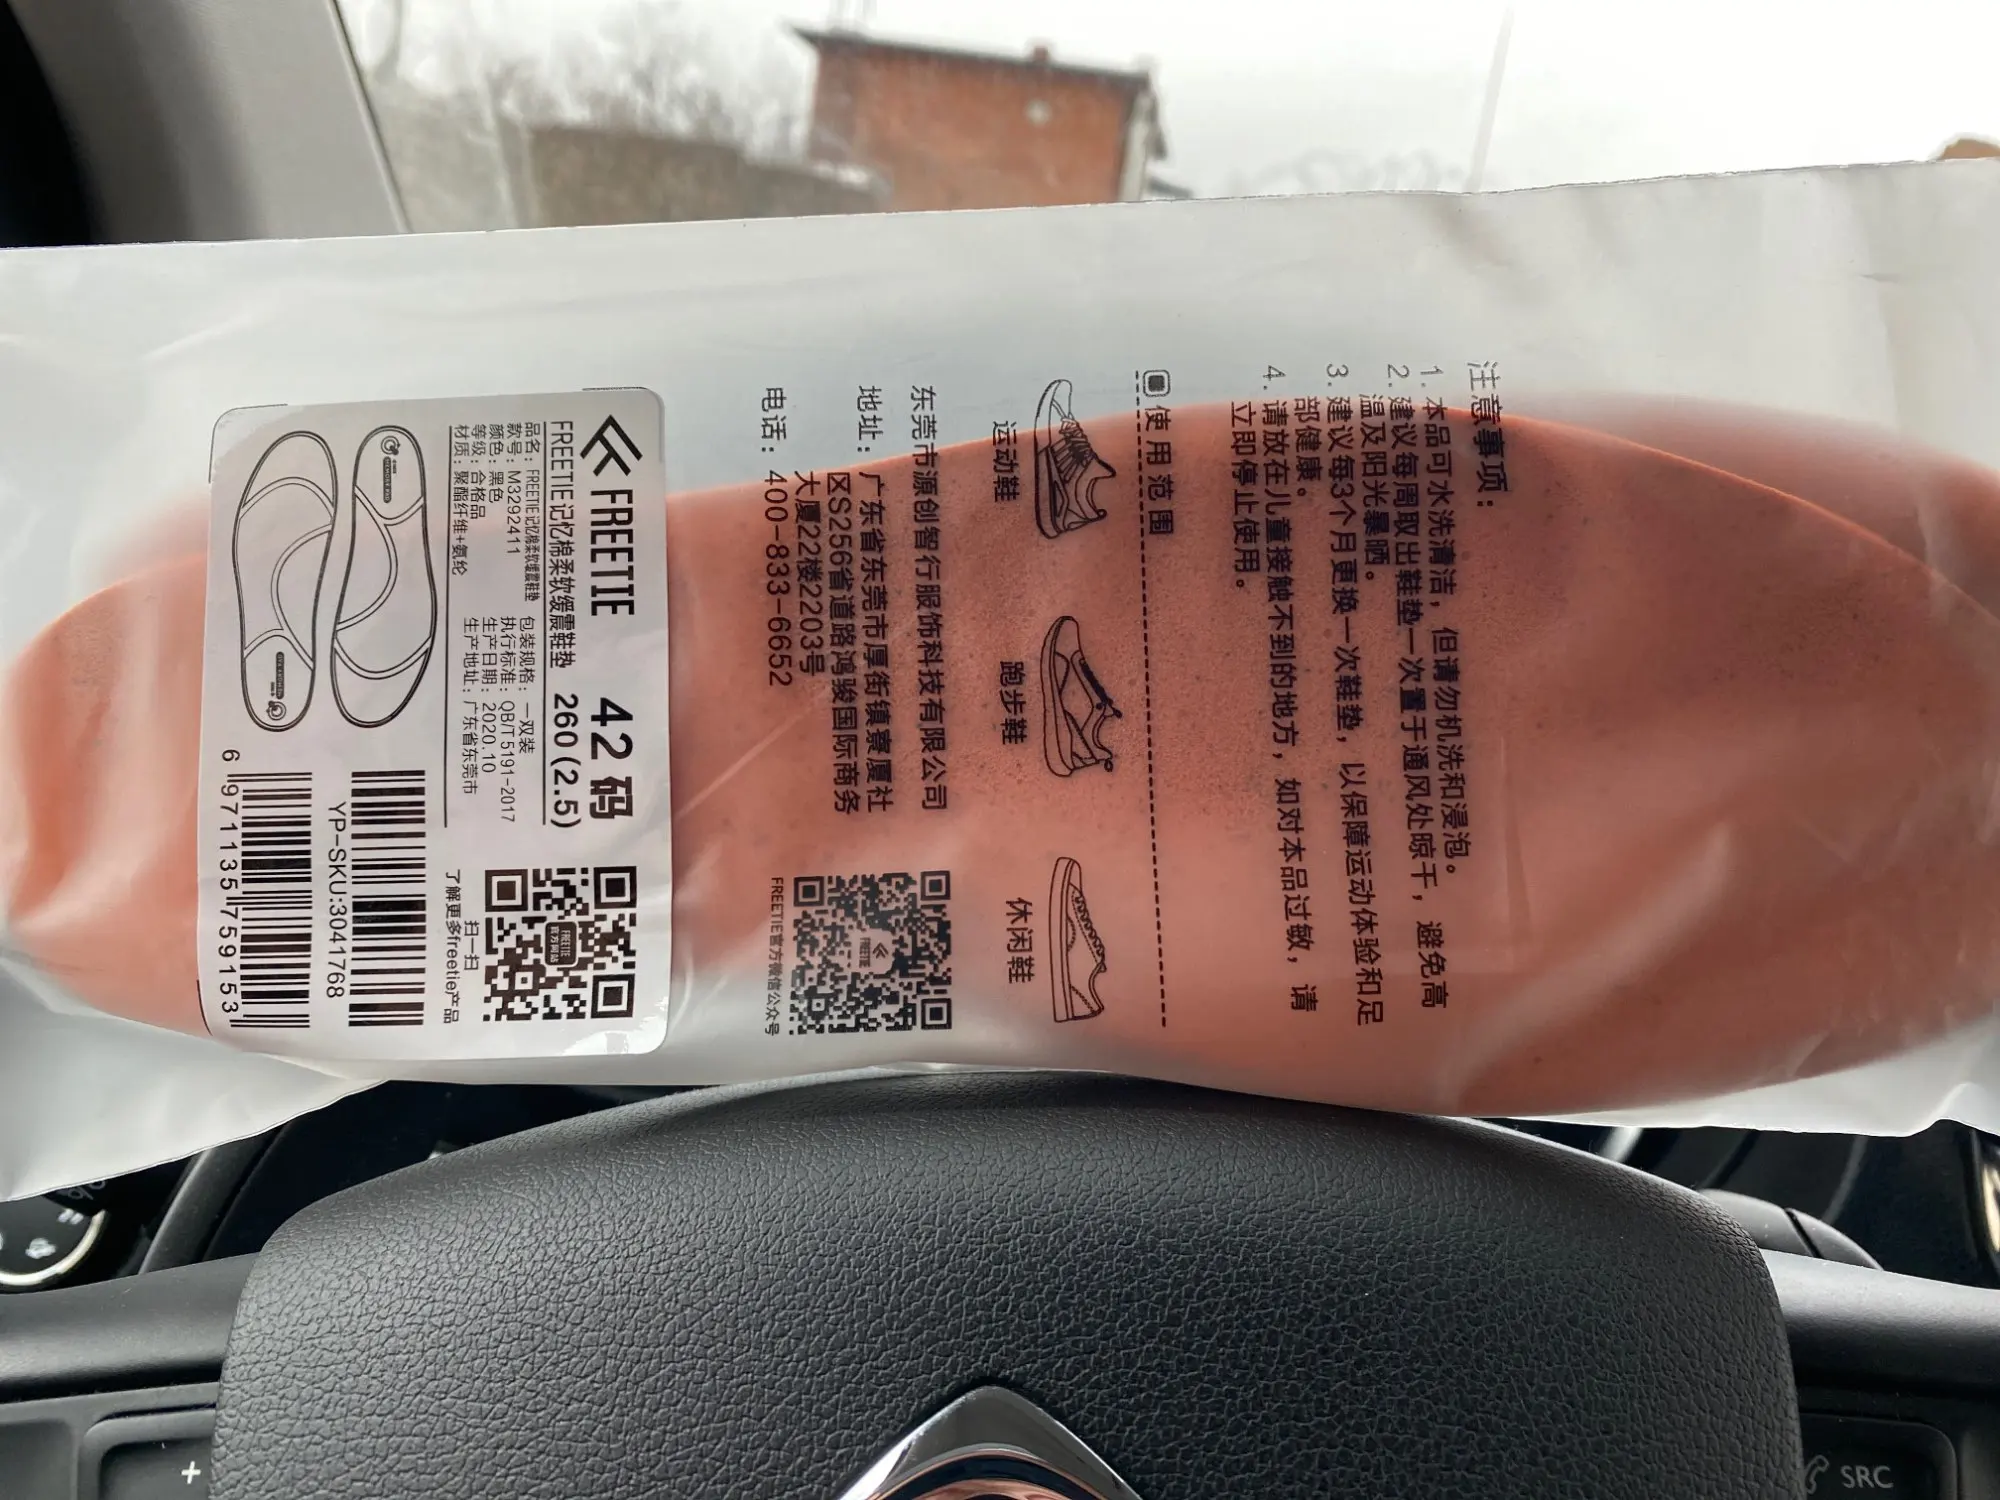 注意事项：
1. 本品可水洗清洁，但请勿机洗和浸泡。
2. 建议每周取出鞋垫一次置于通风处晾干，避免高
温及阳光暴晒。
3. 建议每3个月更换一次鞋垫，以保障运动体验和足
部健康。
4. 请放在儿童接触不到的地方，如对本品过敏，请
立即停止使用。
使用范围
运动鞋
跑步鞋
休闲鞋
东莞市源创智行服饰科技有限公司
地址：广东省东莞市厚街镇寮厦社
区S256省道路鸿骏国际商务
大厦22楼2203号
电话：400-833-6652
FREETIE
FREETIE官方微信公众号
FREETIE 42码
FREETIE记忆棉柔软缓震鞋垫 260(2.5)
品名：FREETIE记忆棉柔软缓震鞋垫
款号：M3292411
颜色：黑色
等级：合格品
材质：聚酯纤维+氨纶
包装规格：一双装
执行标准：QB/T 5191-2017
生产日期：2020.10
生产地址：广东省东莞市
FREETIE
官方网站
扫一扫
了解更多freetie产品
YP-SKU:3041768
6 971135 759153
+
SRC